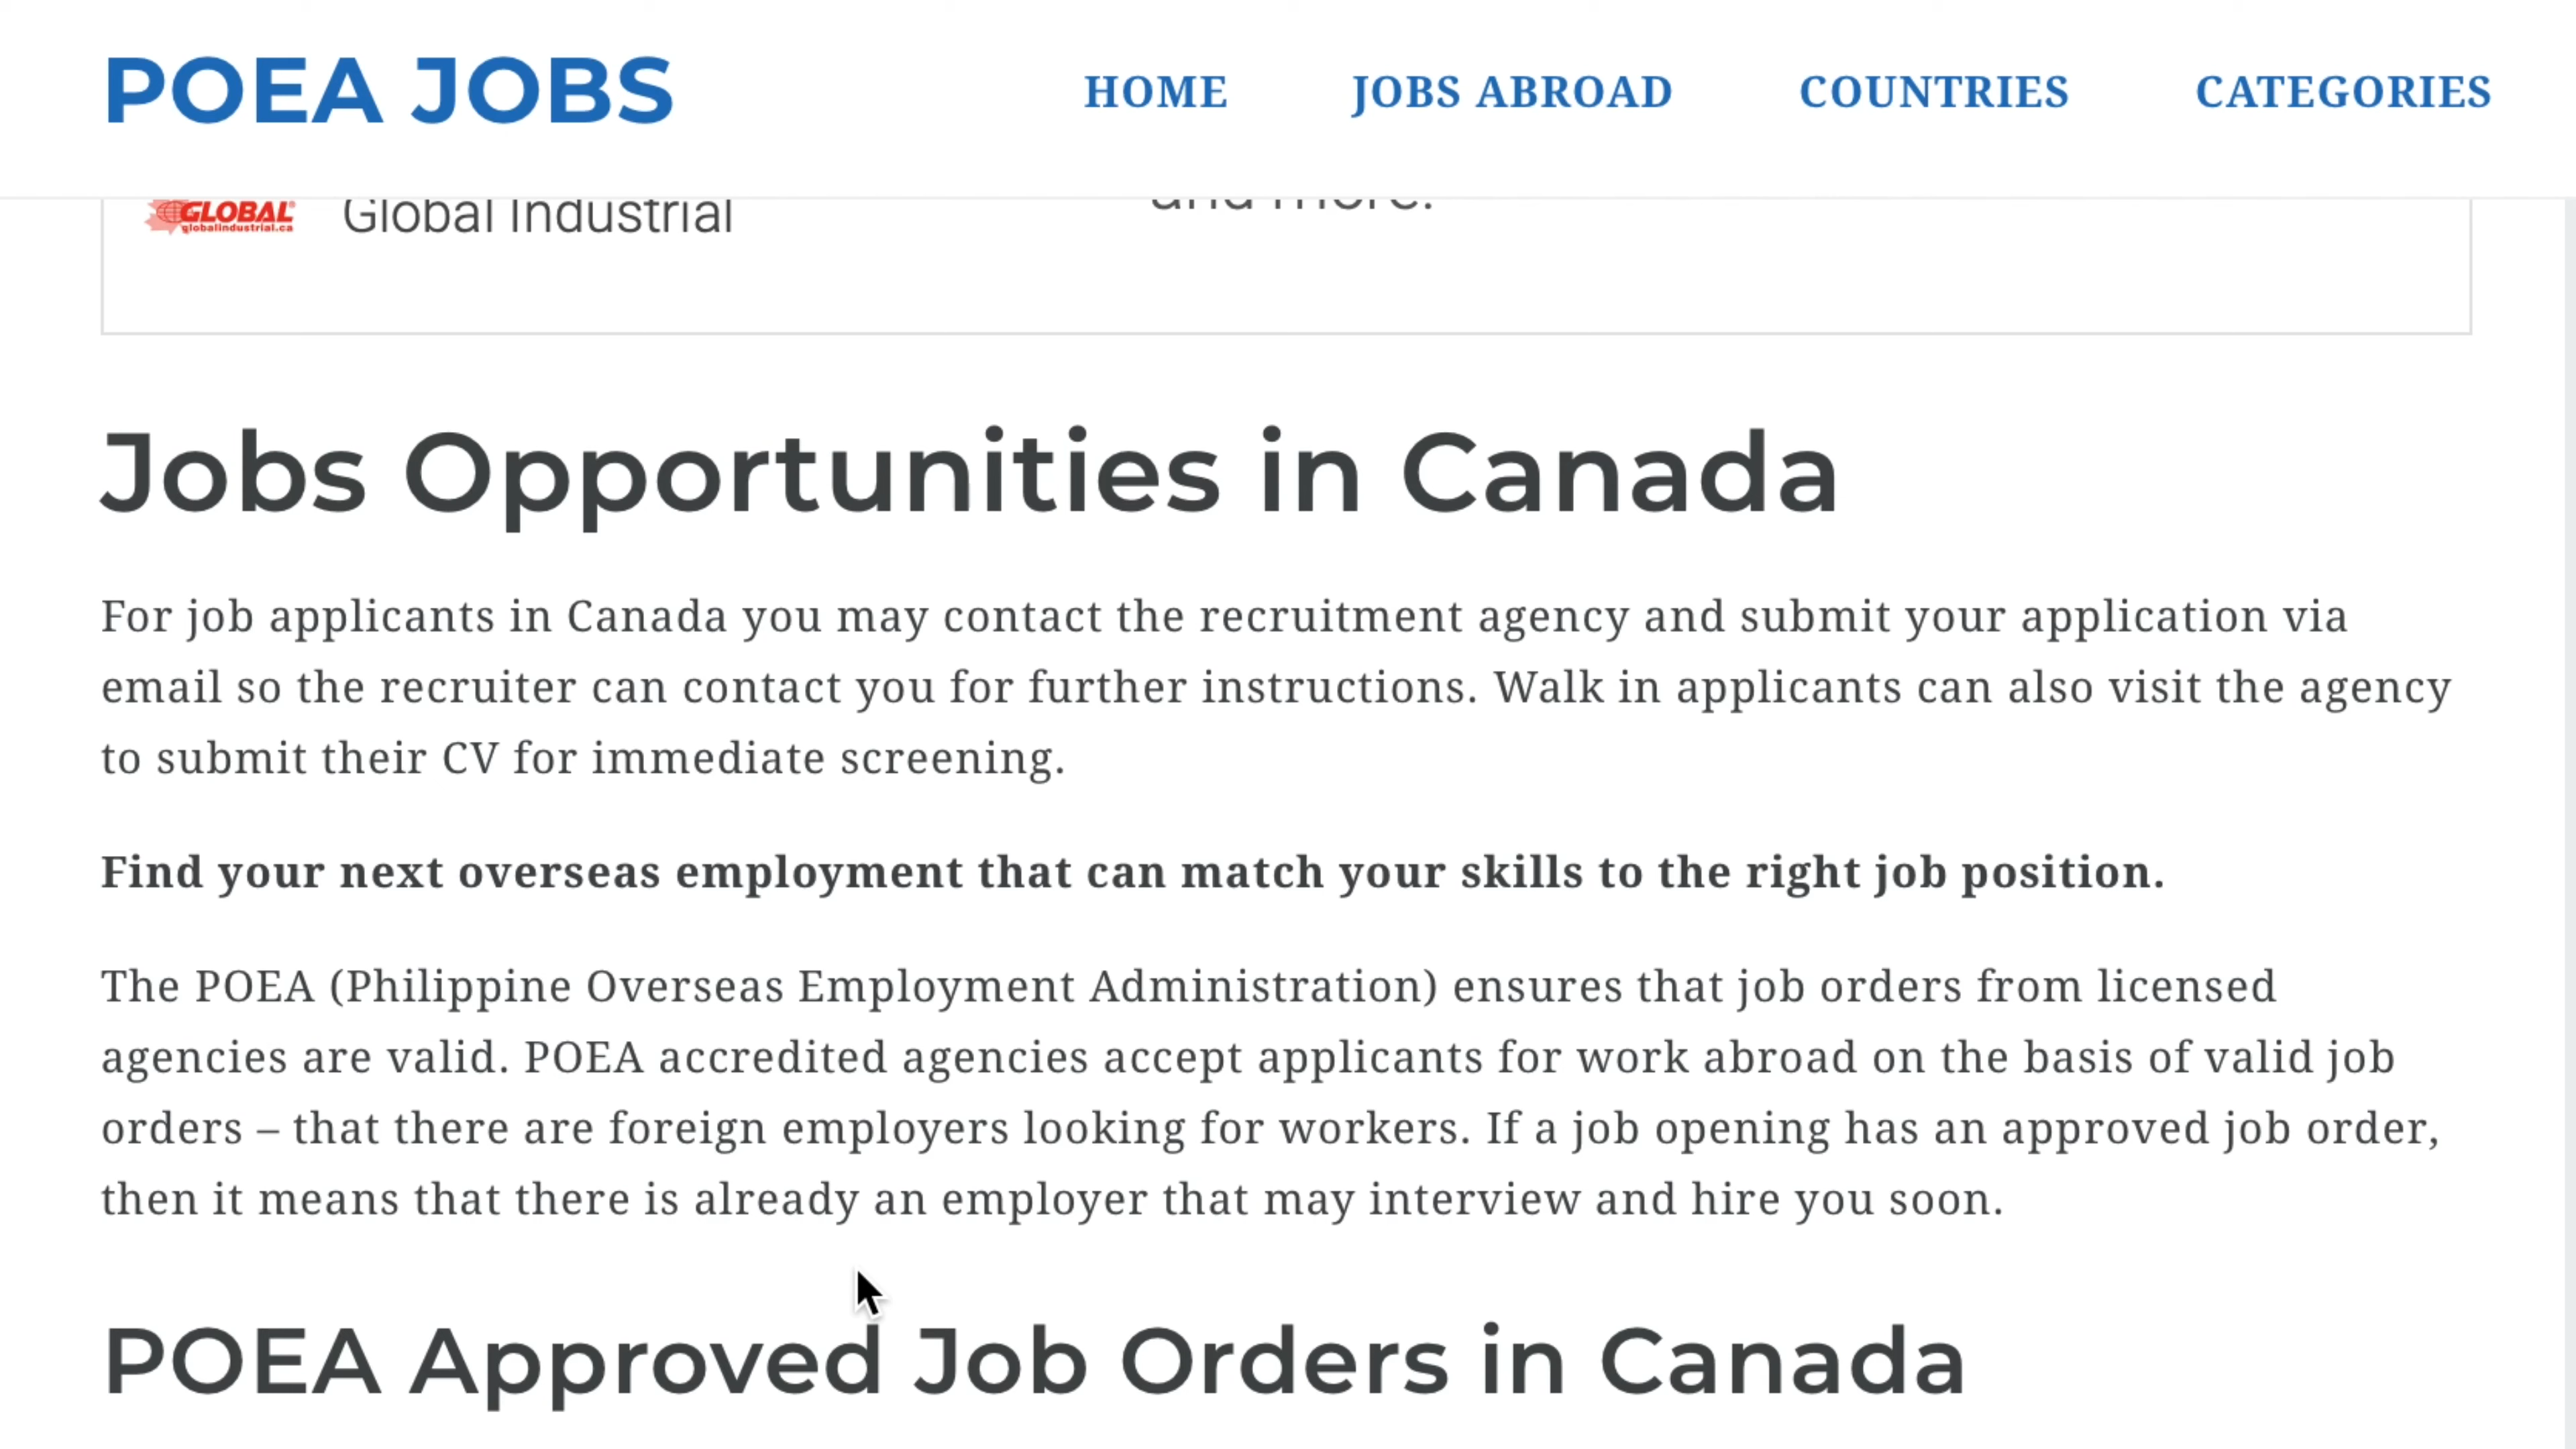 POEA JOBS
HOME JOBS ABROAD COUNTRIES CATEGORIES
GLOBAL
globalindustrial.ca
Global Industrial
and more.
Jobs Opportunities in Canada
For job applicants in Canada you may contact the recruitment agency and submit your application via
email so the recruiter can contact you for further instructions. Walk in applicants can also visit the agency
to submit their CV for immediate screening.
Find your next overseas employment that can match your skills to the right job position.
The POEA (Philippine Overseas Employment Administration) ensures that job orders from licensed
agencies are valid. POEA accredited agencies accept applicants for work abroad on the basis of valid job
orders – that there are foreign employers looking for workers. If a job opening has an approved job order,
then it means that there is already an employer that may interview and hire you soon.
POEA Approved Job Orders in Canada